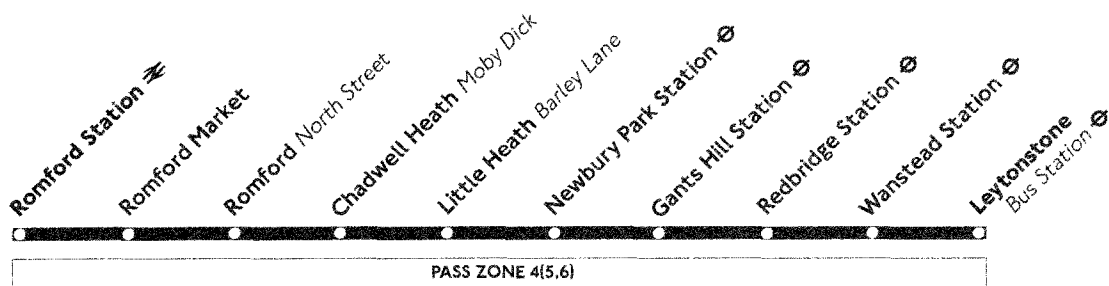 Romford Station
Romford Market
Romford North Street
Chadwell Heath Moby Dick
Little Heath Barley Lane
Newbury Park Station
Gants Hill Station
Redbridge Station
Wanstead Station
Leytonstone
Bus Station
PASS ZONE 4(5,6)